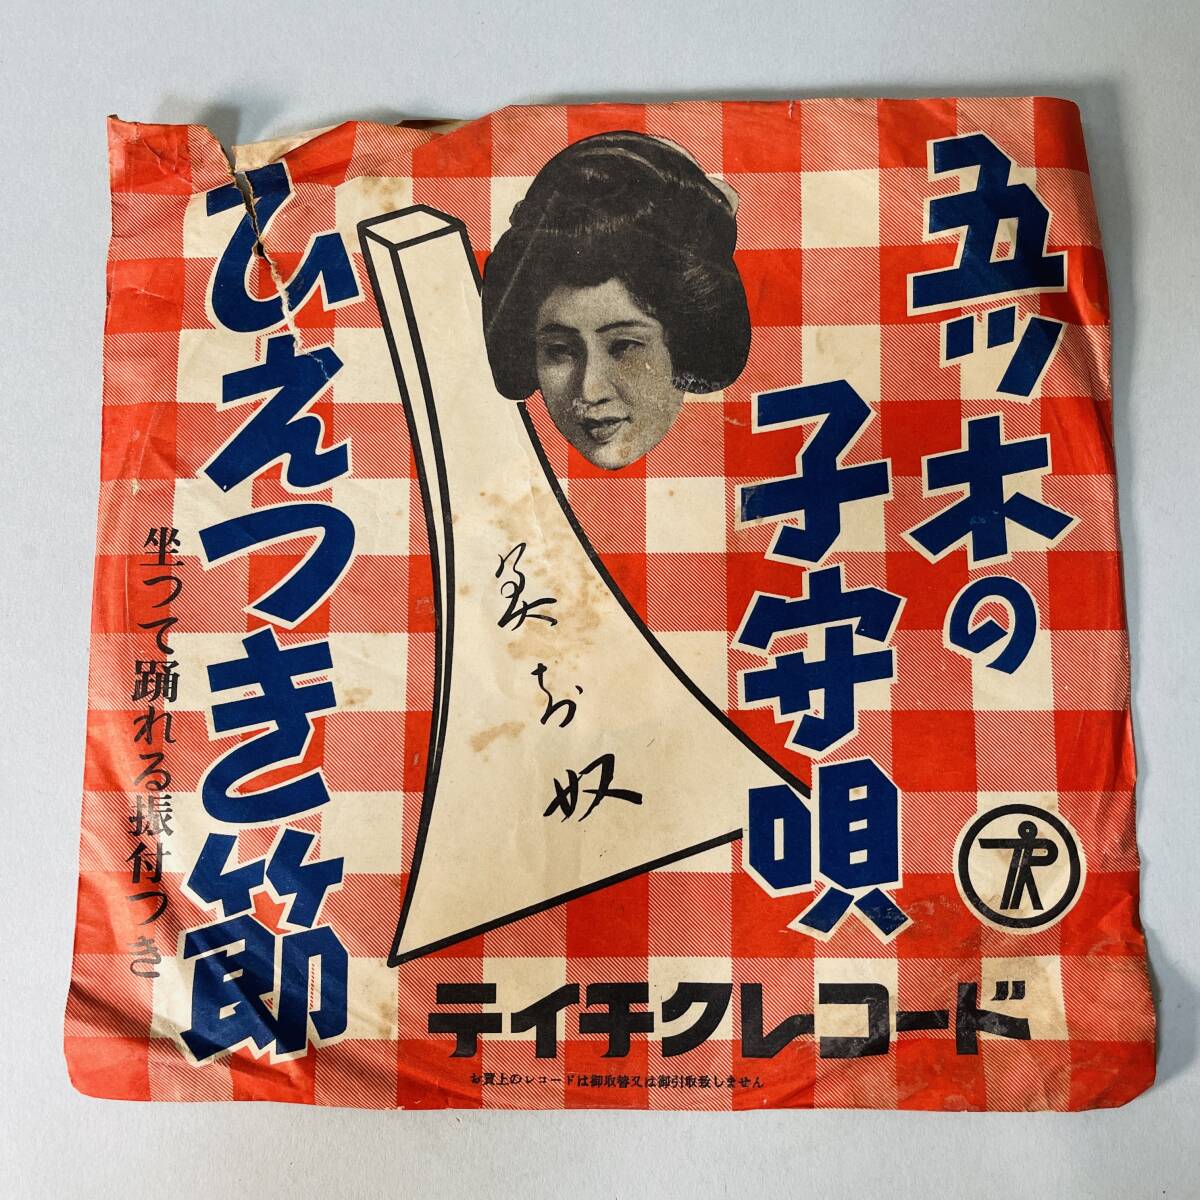 五ツ木の
子守唄
美ち奴
ひえつき節
坐つて踊れる振付つき
テイチクレコード
お買上のレコードは御取替又は御引取致しません